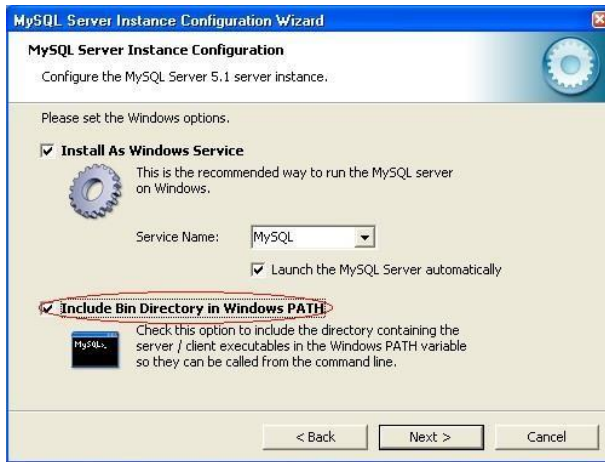 MySQL Server Instance Configuration Wizard
MySQL Server Instance Configuration
Configure the MySQL Server 5.1 server instance.
Please set the Windows options.
Install As Windows Service
This is the recommended way to run the MySQL server
on Windows.
Service Name: MySQL
Launch the MySQL Server automatically
Include Bin Directory in Windows PATH
MySQL>_
Check this option to include the directory containing the
server / client executables in the Windows PATH variable
so they can be called from the command line.
< Back Next > Cancel